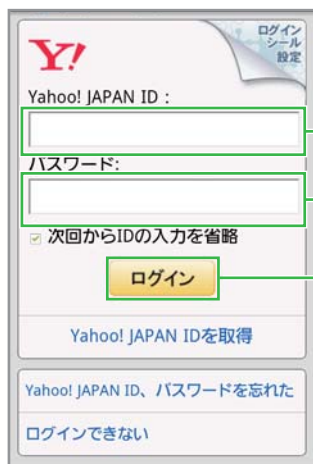 Y!
ログイン
シール
設定
Yahoo! JAPAN ID :
パスワード:
次回からIDの入力を省略
ログイン
Yahoo! JAPAN IDを取得
Yahoo! JAPAN ID、パスワードを忘れた
ログインできない